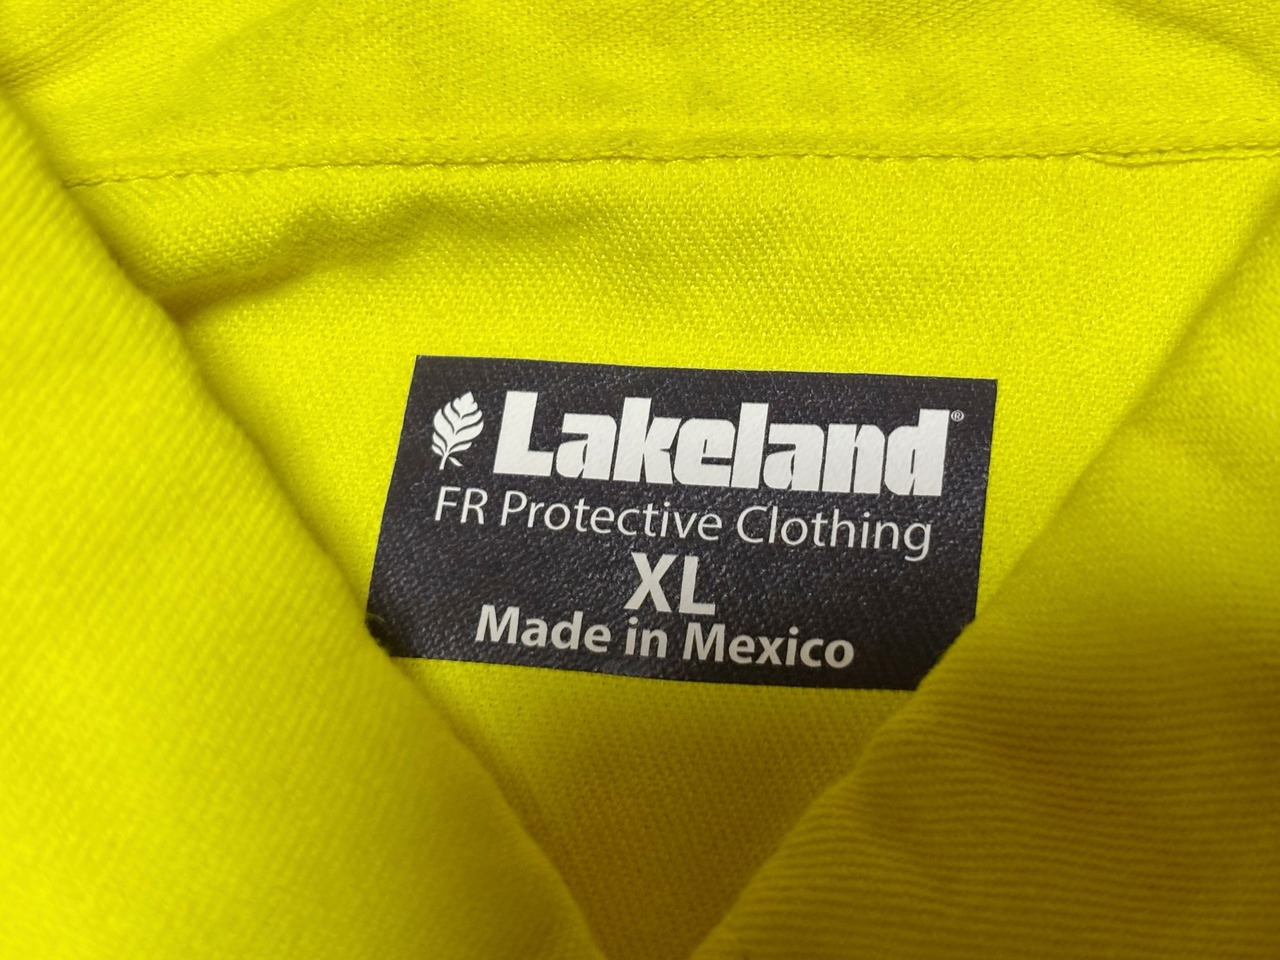 Lakeland®
FR Protective Clothing
XL
Made in Mexico